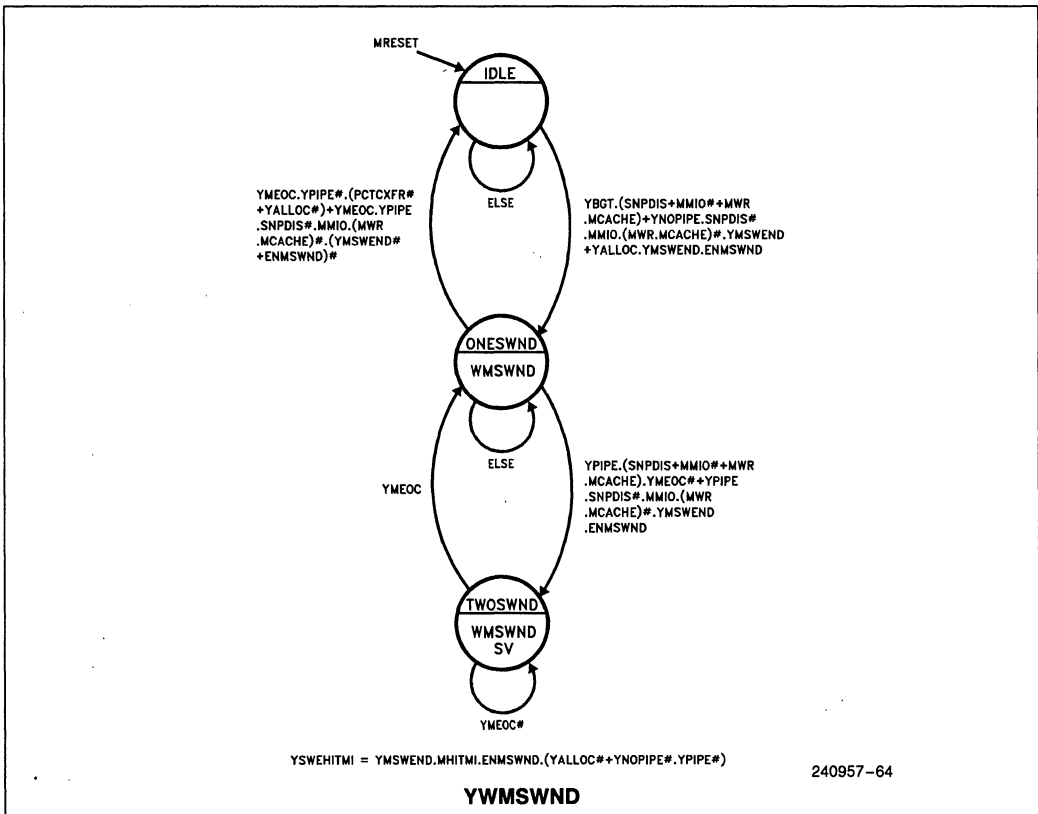 MRESET
IDLE
ELSE
YMEOC.YPIPE#.(PCTCXFR#
+YALLOC#)+YMEOC.YPIPE
.SNPDIS#.MMIO.(MWR
.MCACHE)#.(YMSWEND#
+ENMSWND)#
YBGT.(SNPDIS+MMIO#+MWR
.MCACHE)+YNOPIPE.SNPDIS#
.MMIO.(MWR.MCACHE)#.YMSWEND
+YALLOC.YMSWEND.ENMSWND
ONESWND
WMSWND
ELSE
YMEOC
YPIPE.(SNPDIS+MMIO#+MWR
.MCACHE).YMEOC#+YPIPE
.SNPDIS#.MMIO.(MWR
.MCACHE)#.YMSWEND
.ENMSWND
TWOSWND
WMSWND
SV
YMEOC#
YSWEHITMI = YMSWEND.MHITMI.ENMSWND.(YALLOC#+YNOPIPE#.YPIPE#)
240957-64
YWMSWND